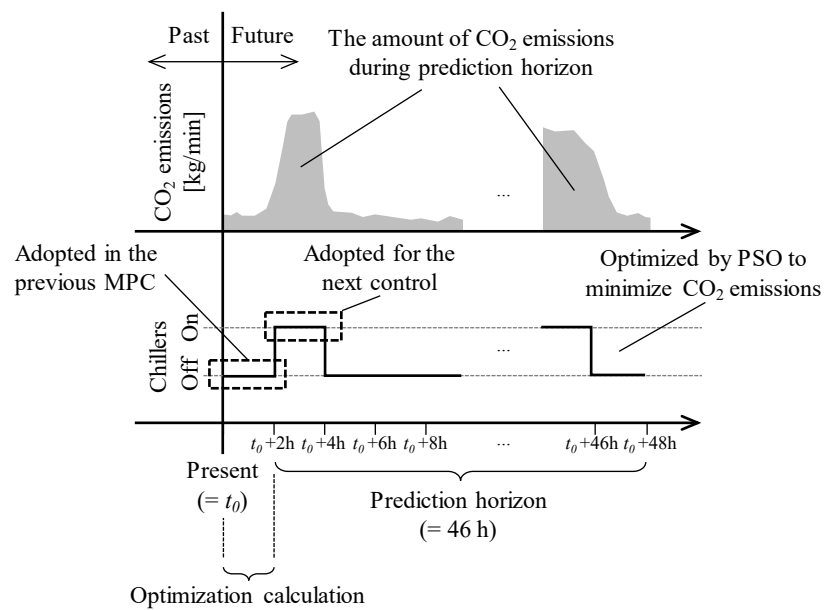 Past
Future
The amount of CO₂ emissions
during prediction horizon
CO₂ emissions
[kg/min]
...
Adopted in the
previous MPC
Adopted for the
next control
Optimized by PSO to
minimize CO₂ emissions
Chillers
On
Off
...
t₀+2h t₀+4h t₀+6h t₀+8h ... t₀+46h t₀+48h
Present
(= t₀)
Prediction horizon
(= 46 h)
Optimization calculation